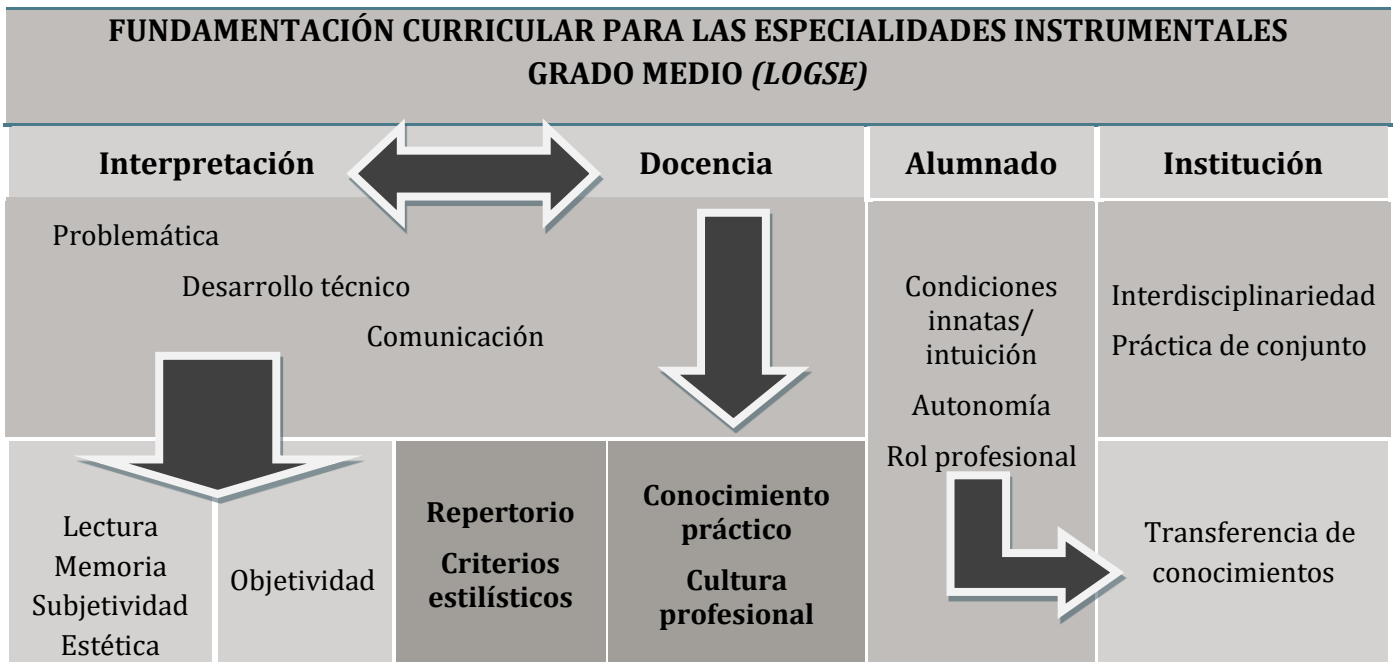 FUNDAMENTACIÓN CURRICULAR PARA LAS ESPECIALIDADES INSTRUMENTALES
GRADO MEDIO (LOGSE)
Interpretación
Docencia
Alumnado
Institución
Problemática
Desarrollo técnico
Comunicación
Condiciones
innatas/
intuición
Autonomía
Rol profesional
Interdisciplinariedad
Práctica de conjunto
Lectura
Memoria
Subjetividad
Estética
Objetividad
Repertorio
Criterios
estilísticos
Conocimiento
práctico
Cultura
profesional
Transferencia de
conocimientos